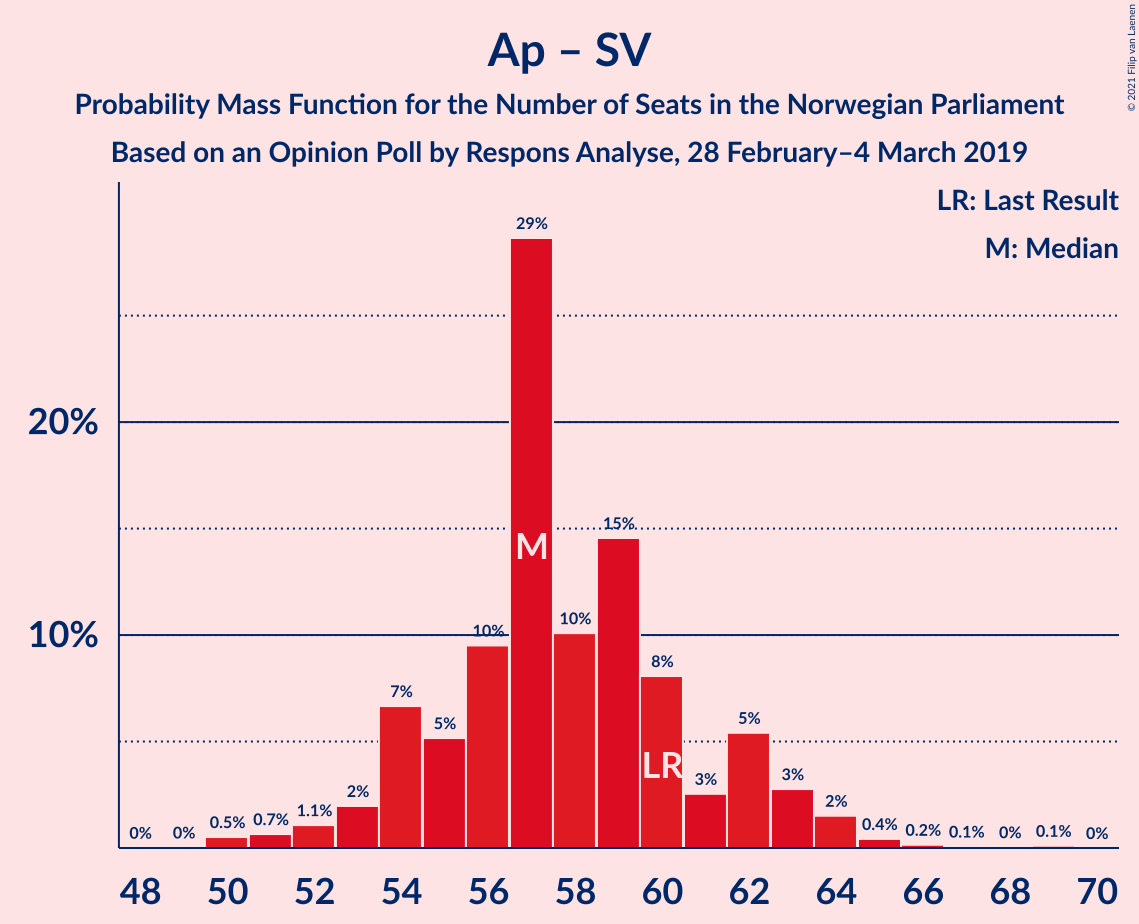 Ap – SV
Probability Mass Function for the Number of Seats in the Norwegian Parliament
Based on an Opinion Poll by Respons Analyse, 28 February–4 March 2019
© 2021 Filip van Laenen
LR: Last Result
M: Median
20%
10%
0%
0%
0.5%
0.7%
1.1%
2%
7%
5%
10%
29%
10%
15%
8%
3%
5%
3%
2%
0.4%
0.2%
0.1%
0%
0.1%
0%
M
LR
48 50 52 54 56 58 60 62 64 66 68 70